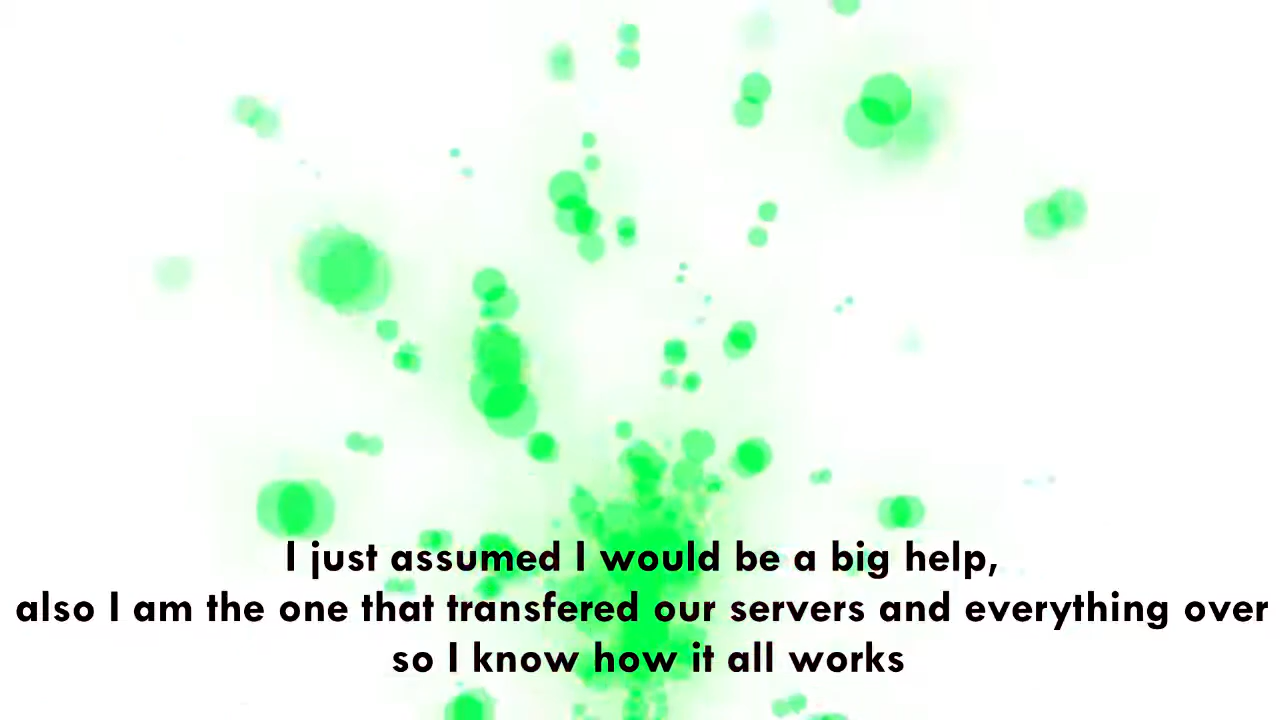 I just assumed I would be a big help,
also I am the one that transfered our servers and everything over
so I know how it all works